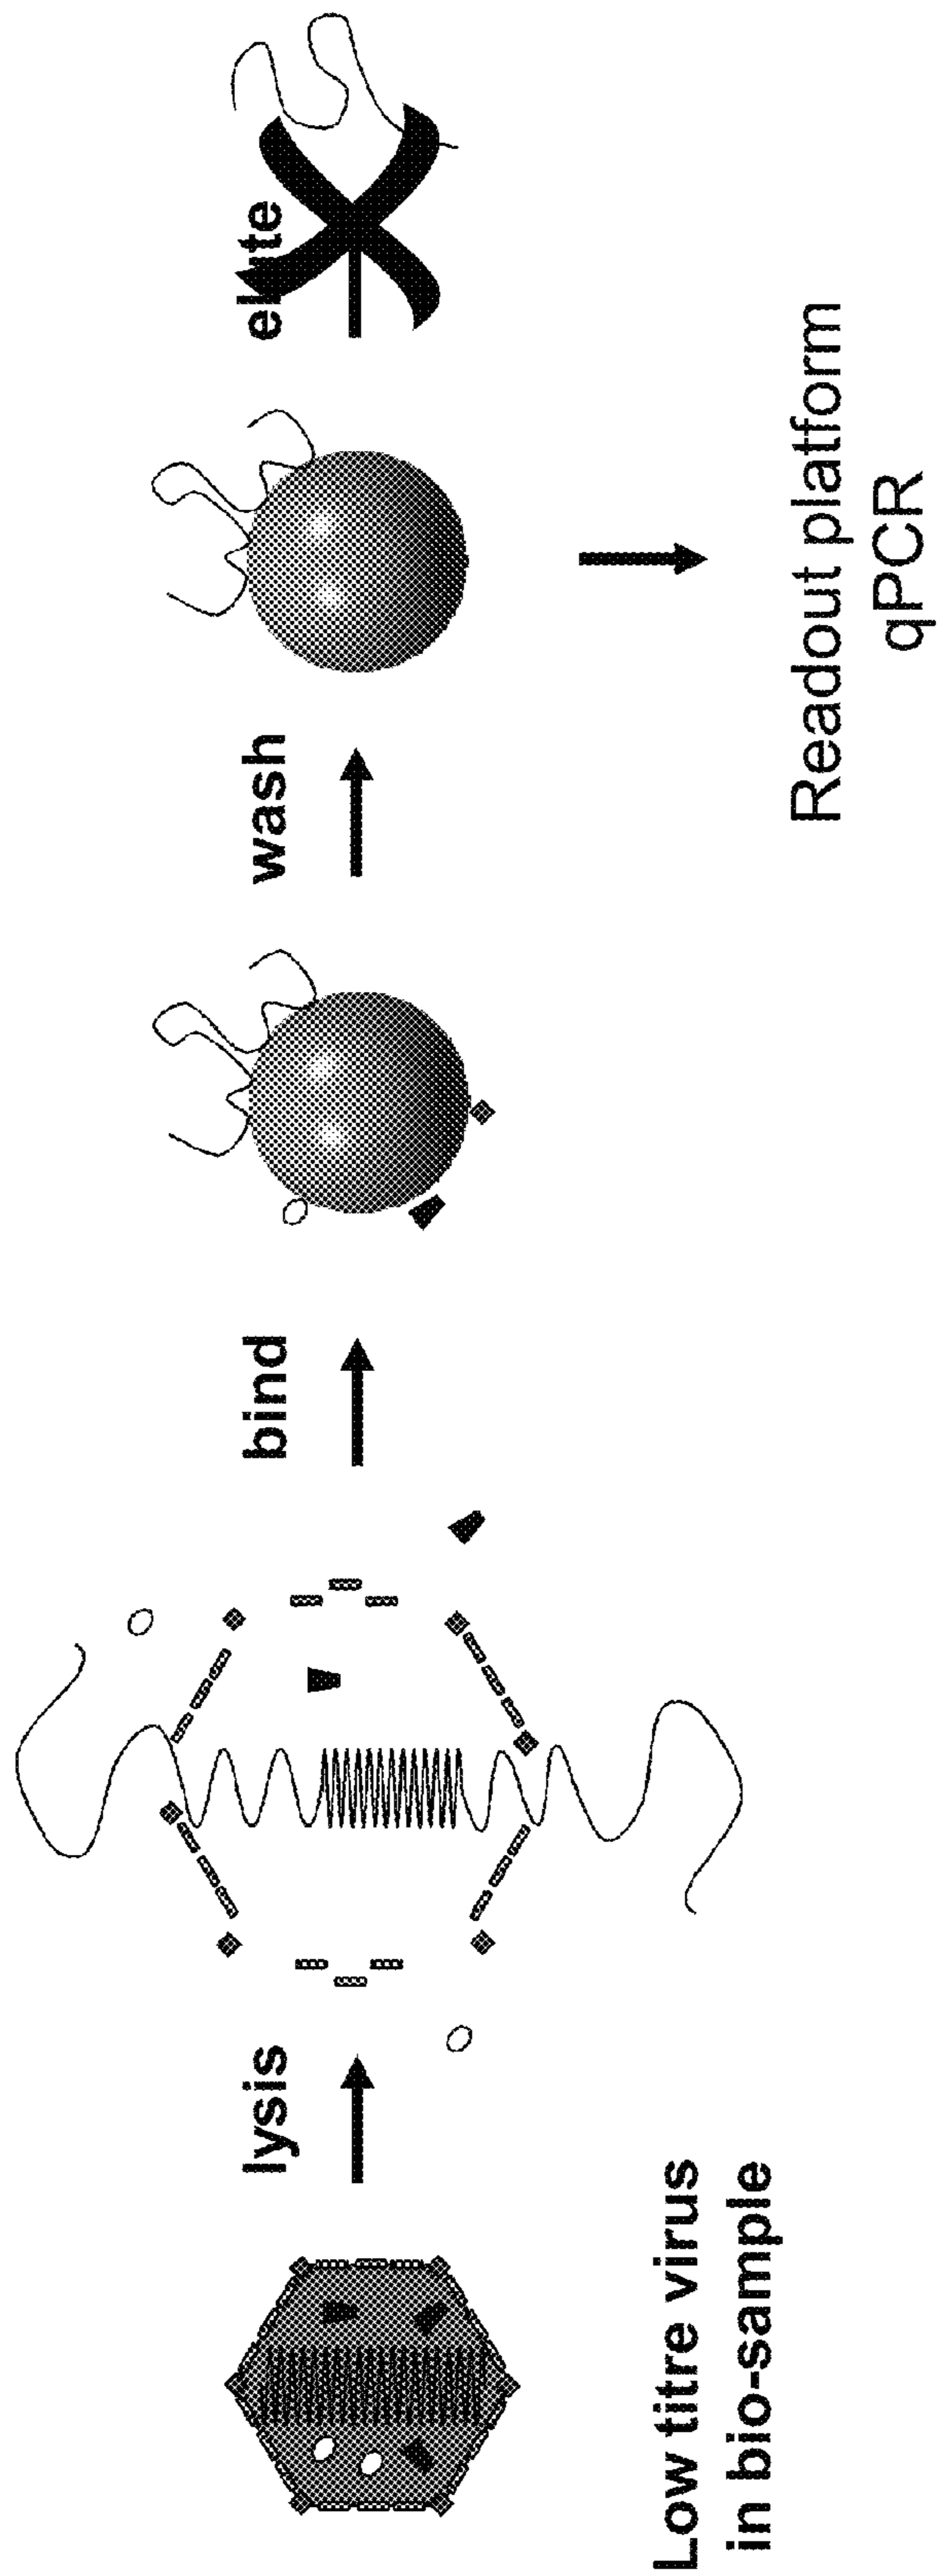 Low titre virus
in bio-sample
lysis
bind
wash
elute
Readout platform
qPCR